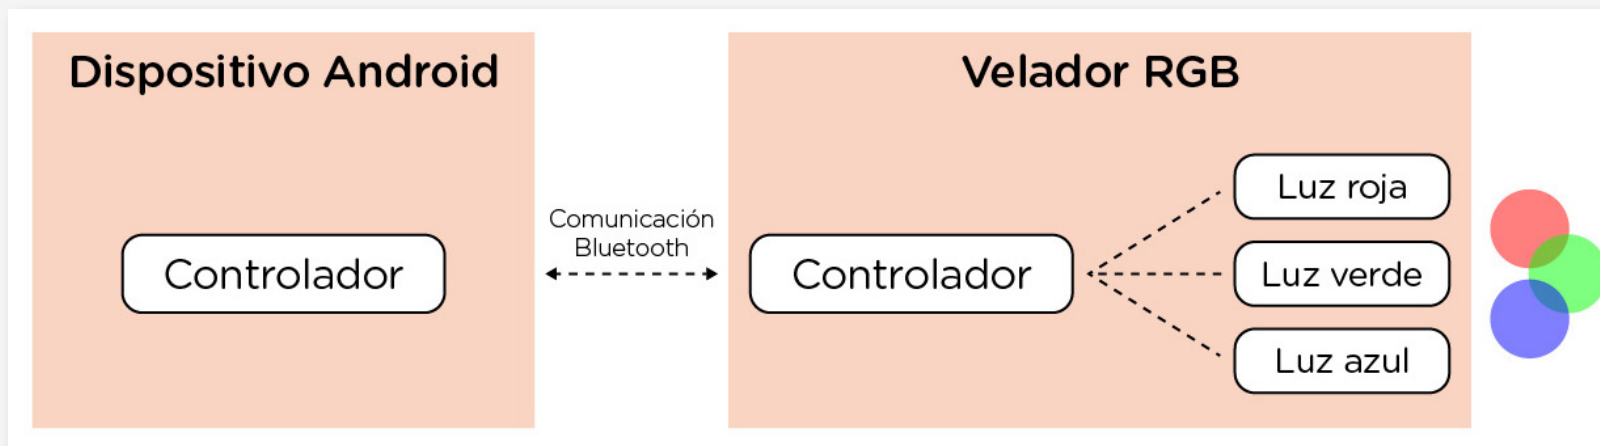 Dispositivo Android
Controlador
Comunicación
Bluetooth
Velador RGB
Controlador
Luz roja
Luz verde
Luz azul